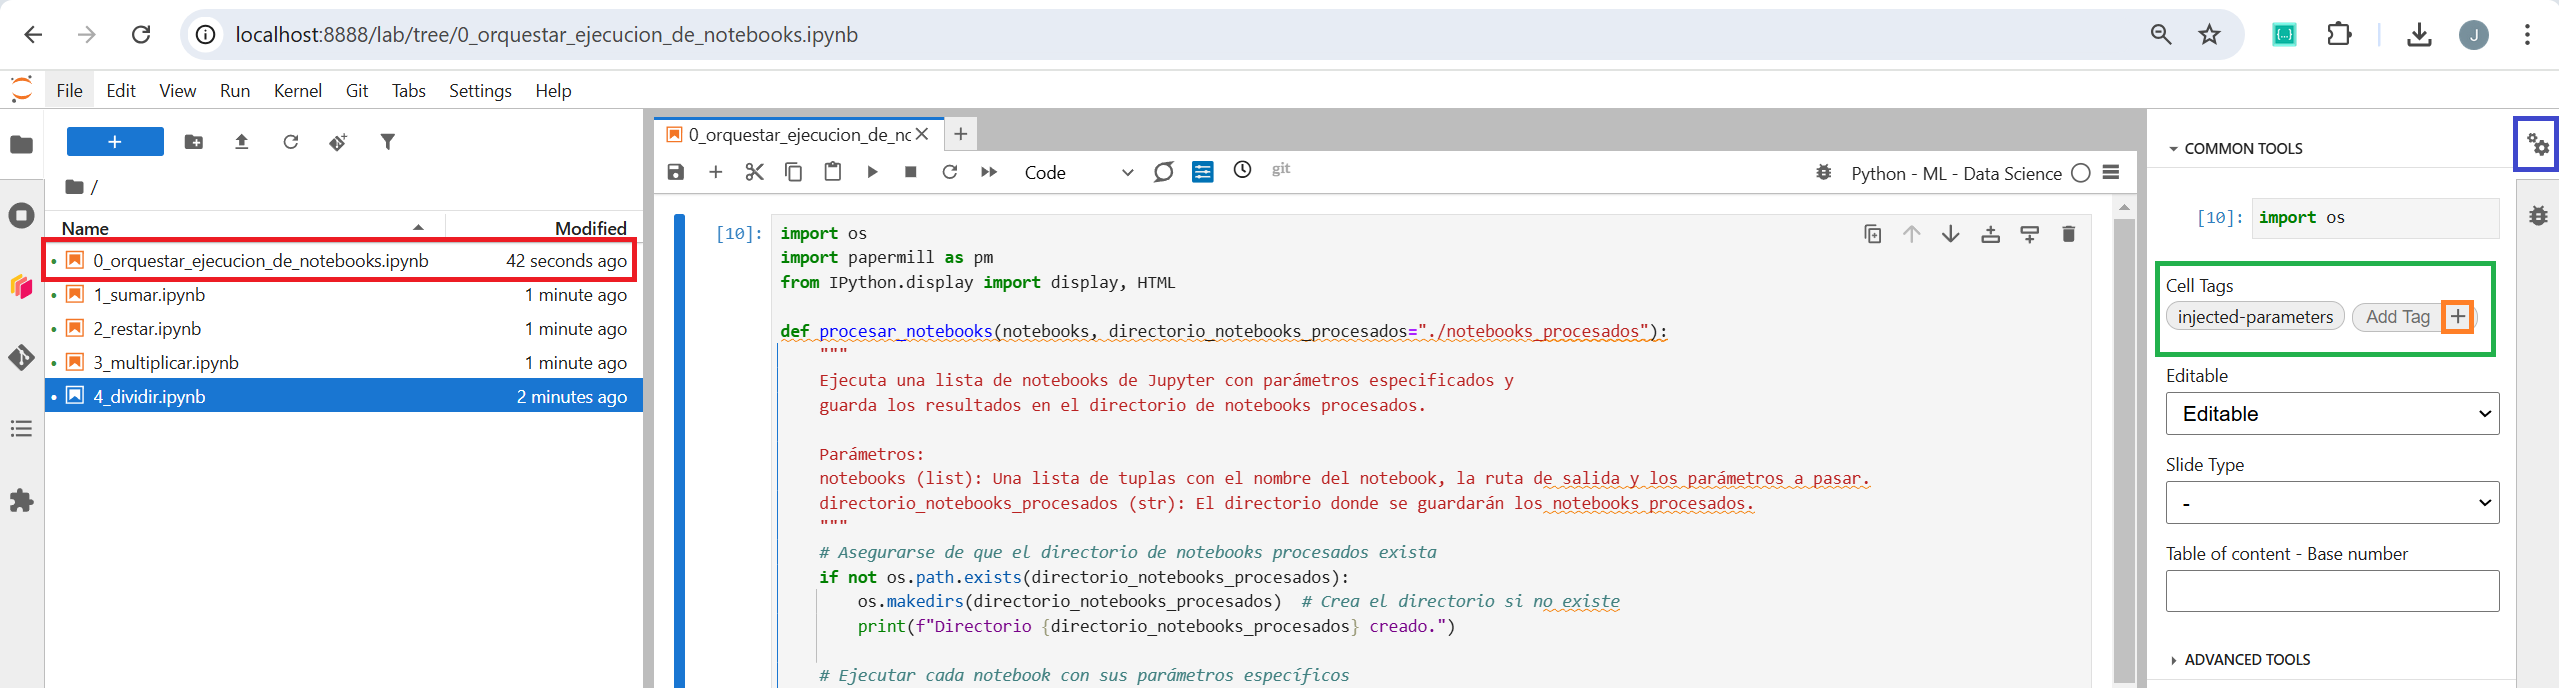 localhost:8888/lab/tree/0_orquestar_ejecucion_de_notebooks.ipynb
J
File Edit View Run Kernel Git Tabs Settings Help
+
/
Name Modified
0_orquestar_ejecucion_de_notebooks.ipynb 42 seconds ago
1_sumar.ipynb 1 minute ago
2_restar.ipynb 1 minute ago
3_multiplicar.ipynb 1 minute ago
4_dividir.ipynb 2 minutes ago
0_orquestar_ejecucion_de_nc
Code git Python - ML - Data Science
[10]: import os
import papermill as pm
from IPython.display import display, HTML
def procesar_notebooks(notebooks, directorio_notebooks_procesados="./notebooks_procesados"):
"""
Ejecuta una lista de notebooks de Jupyter con parámetros especificados y
guarda los resultados en el directorio de notebooks procesados.
Parámetros:
notebooks (list): Una lista de tuplas con el nombre del notebook, la ruta de salida y los parámetros a pasar.
directorio_notebooks_procesados (str): El directorio donde se guardarán los notebooks procesados.
"""
# Asegurarse de que el directorio de notebooks procesados exista
if not os.path.exists(directorio_notebooks_procesados):
os.makedirs(directorio_notebooks_procesados)  # Crea el directorio si no existe
print(f"Directorio {directorio_notebooks_procesados} creado.")
# Ejecutar cada notebook con sus parámetros específicos
COMMON TOOLS
[10]: import os
Cell Tags
injected-parameters Add Tag +
Editable
Editable
Slide Type
-
Table of content - Base number
ADVANCED TOOLS